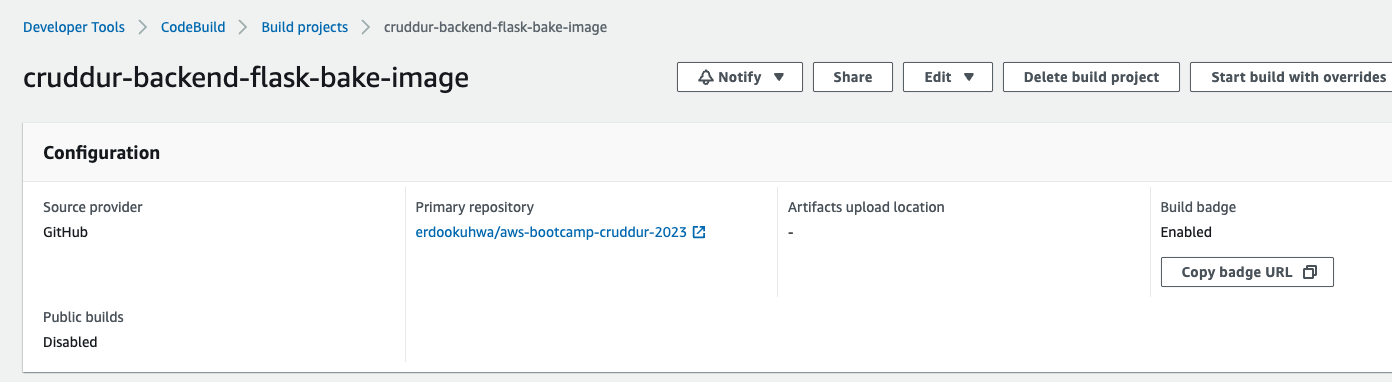 Developer Tools > CodeBuild > Build projects > cruddur-backend-flask-bake-image
cruddur-backend-flask-bake-image
Notify Share Edit Delete build project Start build with overrides
Configuration
Source provider
GitHub
Primary repository
erdookuhwa/aws-bootcamp-cruddur-2023
Artifacts upload location
-
Build badge
Enabled
Copy badge URL
Public builds
Disabled